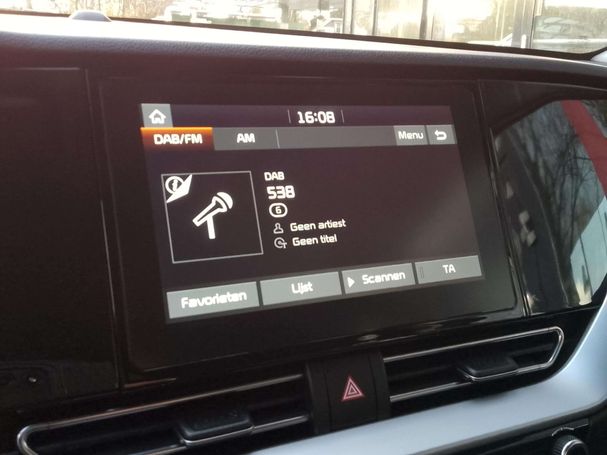 16:08
DAB/FM AM Menu
DAB
538
6
Geen artiest
Geen titel
Favorieten Lijst Scannen TA